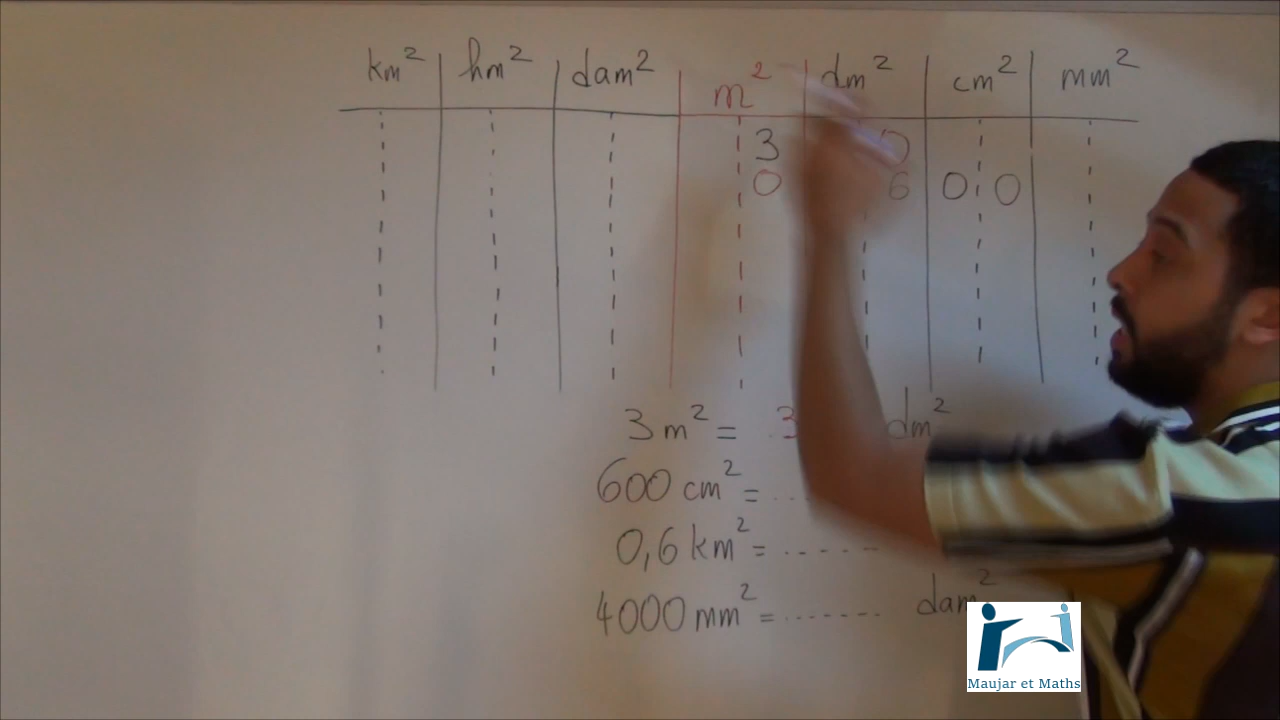 km² hm² dam² m² dm² cm² mm²
3 0
0 6 0 0
3 m² = 3 dm²
600 cm² = ....
0,6 km² = ......
4000 mm² = ........ dam²
Maujar et Maths